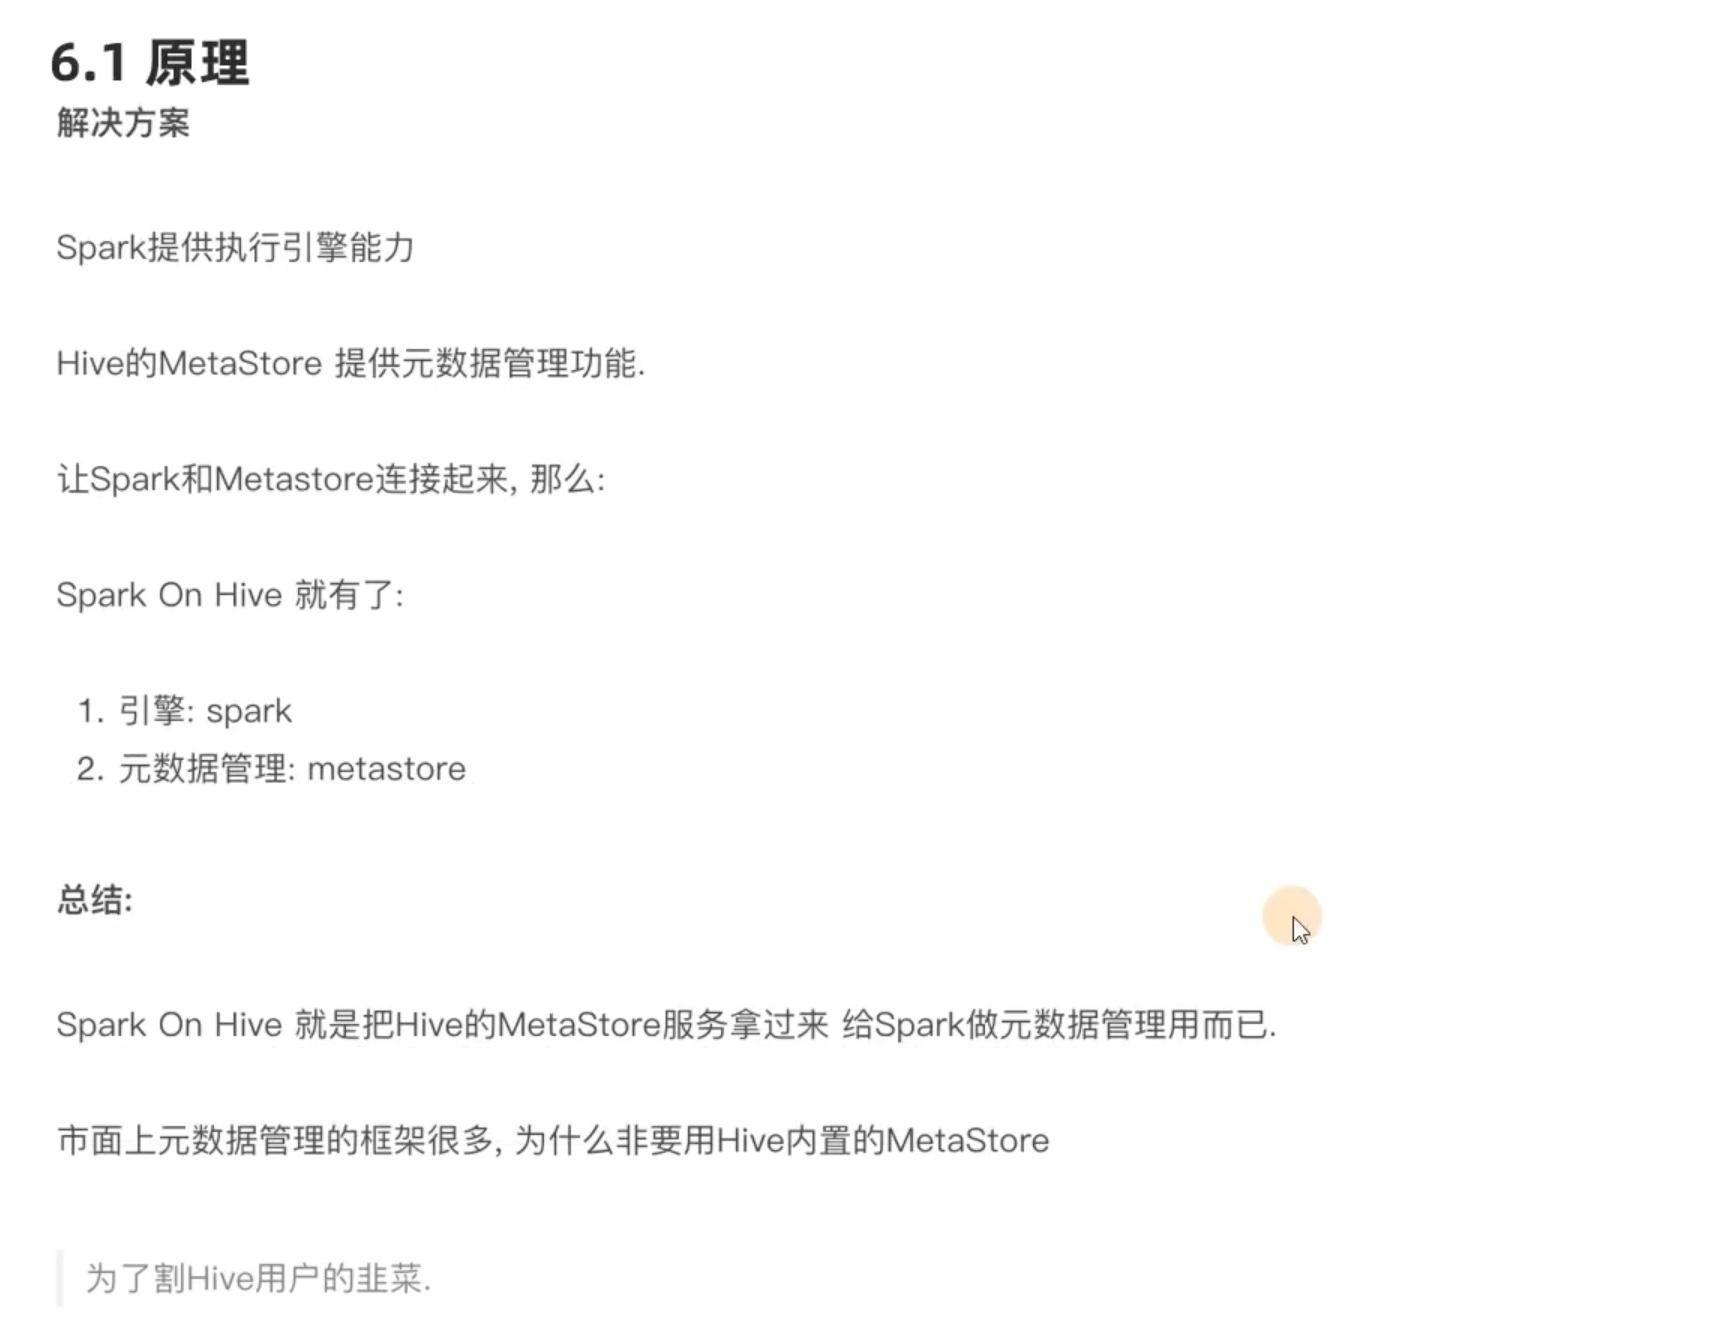 6.1 原理
解决方案
Spark提供执行引擎能力
Hive的MetaStore 提供元数据管理功能.
让Spark和Metastore连接起来, 那么:
Spark On Hive 就有了:
1. 引擎: spark
2. 元数据管理: metastore
总结:
Spark On Hive 就是把Hive的MetaStore服务拿过来 给Spark做元数据管理用而已.
市面上元数据管理的框架很多, 为什么非要用Hive内置的MetaStore
为了割Hive用户的韭菜.